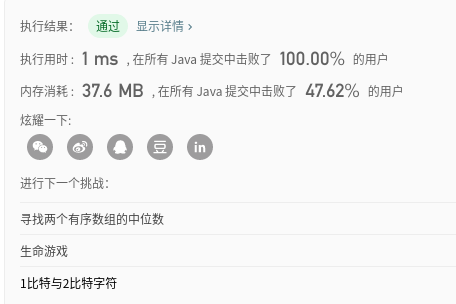 执行结果： 通过 显示详情 ›
执行用时 : 1 ms , 在所有 Java 提交中击败了 100.00% 的用户
内存消耗 : 37.6 MB , 在所有 Java 提交中击败了 47.62% 的用户
炫耀一下:
豆 in
进行下一个挑战：
寻找两个有序数组的中位数
生命游戏
1比特与2比特字符